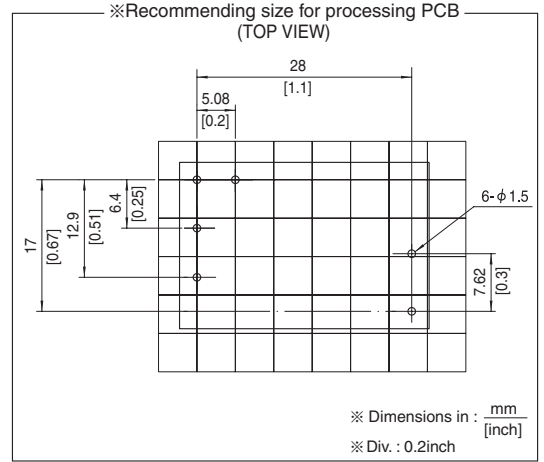 ※Recommending size for processing PCB
(TOP VIEW)
28
[1.1]
5.08
[0.2]
17
[0.67]
12.9
[0.51]
6.4
[0.25]
6-φ1.5
7.62
[0.3]
※ Dimensions in : mm
[inch]
※Div. : 0.2inch